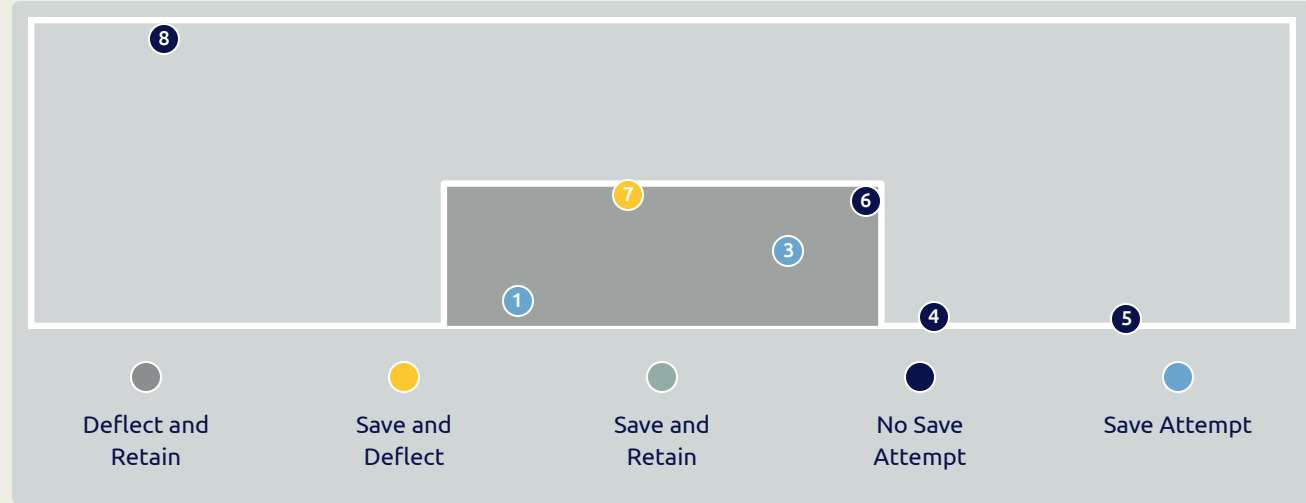 8
7
6
3
1
4
5
Deflect and
Retain
Save and
Deflect
Save and
Retain
No Save
Attempt
Save Attempt